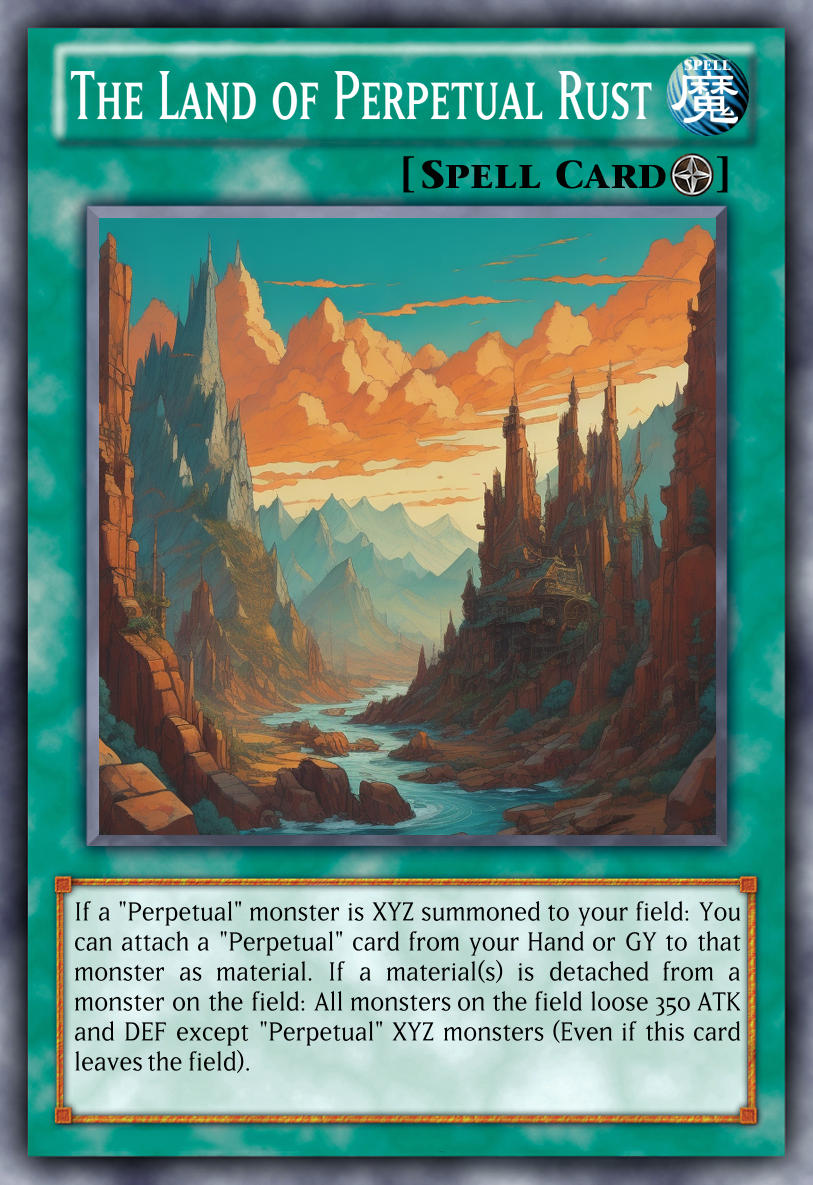 The Land of Perpetual Rust
SPELL
魔
[Spell Card]
If a "Perpetual" monster is XYZ summoned to your field: You
can attach a "Perpetual" card from your Hand or GY to that
monster as material. If a material(s) is detached from a
monster on the field: All monsters on the field loose 350 ATK
and DEF except "Perpetual" XYZ monsters (Even if this card
leaves the field).